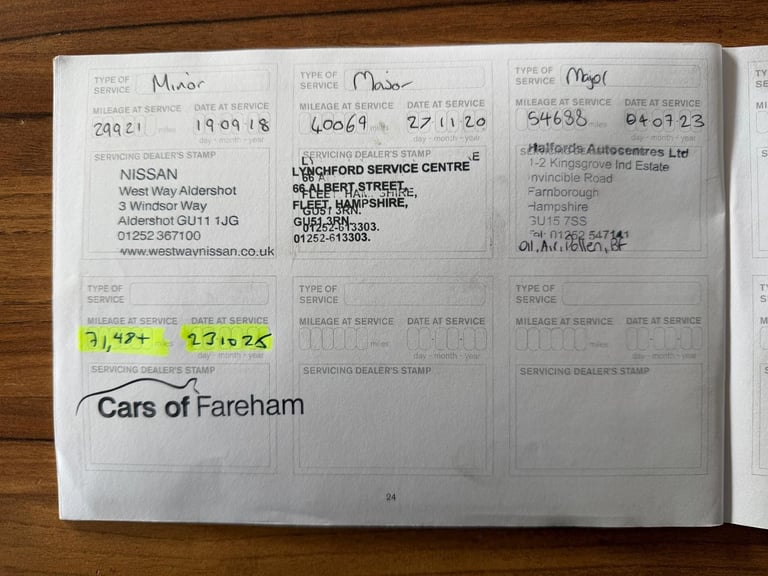 TYPE OF SERVICE Minor
MILEAGE AT SERVICE DATE AT SERVICE
29921 miles 19 09 18
day - month - year
SERVICING DEALER'S STAMP
NISSAN
West Way Aldershot
3 Windsor Way
Aldershot GU11 1JG
01252 367100
www.westwaynissan.co.uk
TYPE OF SERVICE Major
MILEAGE AT SERVICE DATE AT SERVICE
40069 miles 27 11 20
day - month - year
SERVICING DEALER'S STAMP
LYNCHFORD SERVICE CENTRE
66 ALBERT STREET,
FLEET, HAMPSHIRE,
GU51 3RN.
01252-613303.
TYPE OF SERVICE Major
MILEAGE AT SERVICE DATE AT SERVICE
54688 miles 04 07 23
day - month - year
SERVICING DEALER'S STAMP
Halfords Autocentres Ltd
1-2 Kingsgrove Ind Estate
Invincible Road
Farnborough
Hampshire
GU15 7SS
Tel: 01252 547141
Oil, Air, Pollen, BF
TYPE OF SERVICE
MILEAGE AT SERVICE DATE AT SERVICE
71,484 miles 23 10 25
day - month - year
SERVICING DEALER'S STAMP
Cars of Fareham
TYPE OF SERVICE
MILEAGE AT SERVICE DATE AT SERVICE
miles
day - month - year
SERVICING DEALER'S STAMP
TYPE OF SERVICE
MILEAGE AT SERVICE DATE AT SERVICE
miles
day - month - year
SERVICING DEALER'S STAMP
24